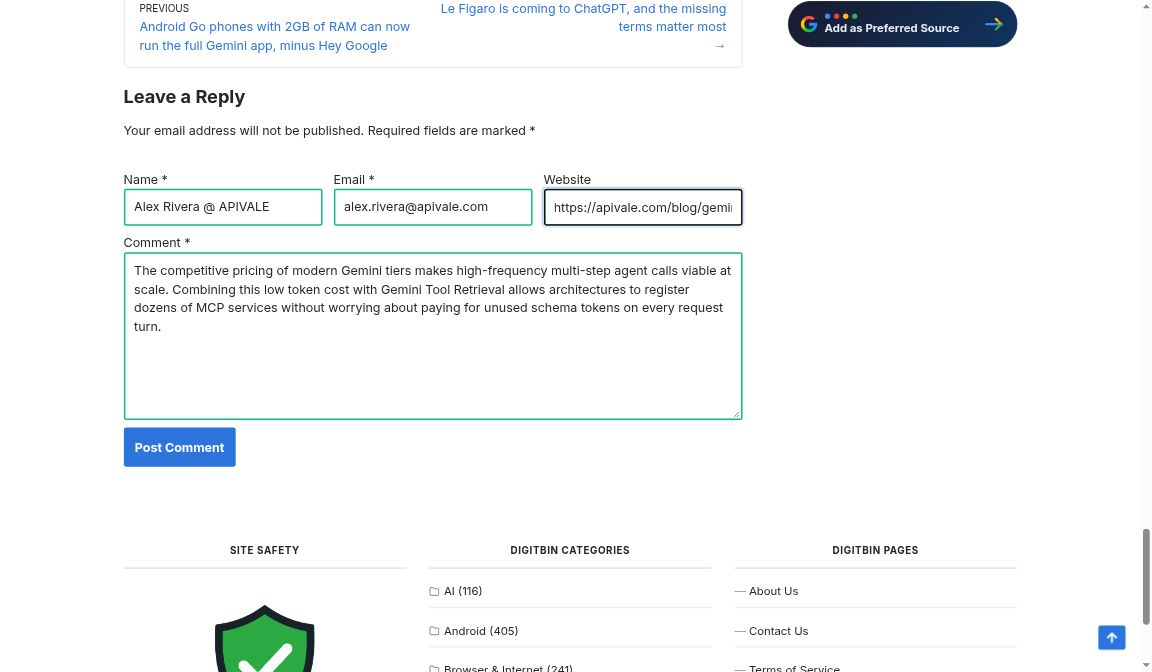 PREVIOUS
Android Go phones with 2GB of RAM can now
run the full Gemini app, minus Hey Google
Le Figaro is coming to ChatGPT, and the missing
terms matter most
→
Add as Preferred Source
Leave a Reply
Your email address will not be published. Required fields are marked *
Name *
Email *
Website
Alex Rivera @ APIVALE
alex.rivera@apivale.com
https://apivale.com/blog/gemi
Comment *
The competitive pricing of modern Gemini tiers makes high-frequency multi-step agent calls viable at
scale. Combining this low token cost with Gemini Tool Retrieval allows architectures to register
dozens of MCP services without worrying about paying for unused schema tokens on every request
turn.
Post Comment
SITE SAFETY
DIGITBIN CATEGORIES
AI (116)
Android (405)
Browser & Internet (241)
DIGITBIN PAGES
— About Us
— Contact Us
— Terms of Service